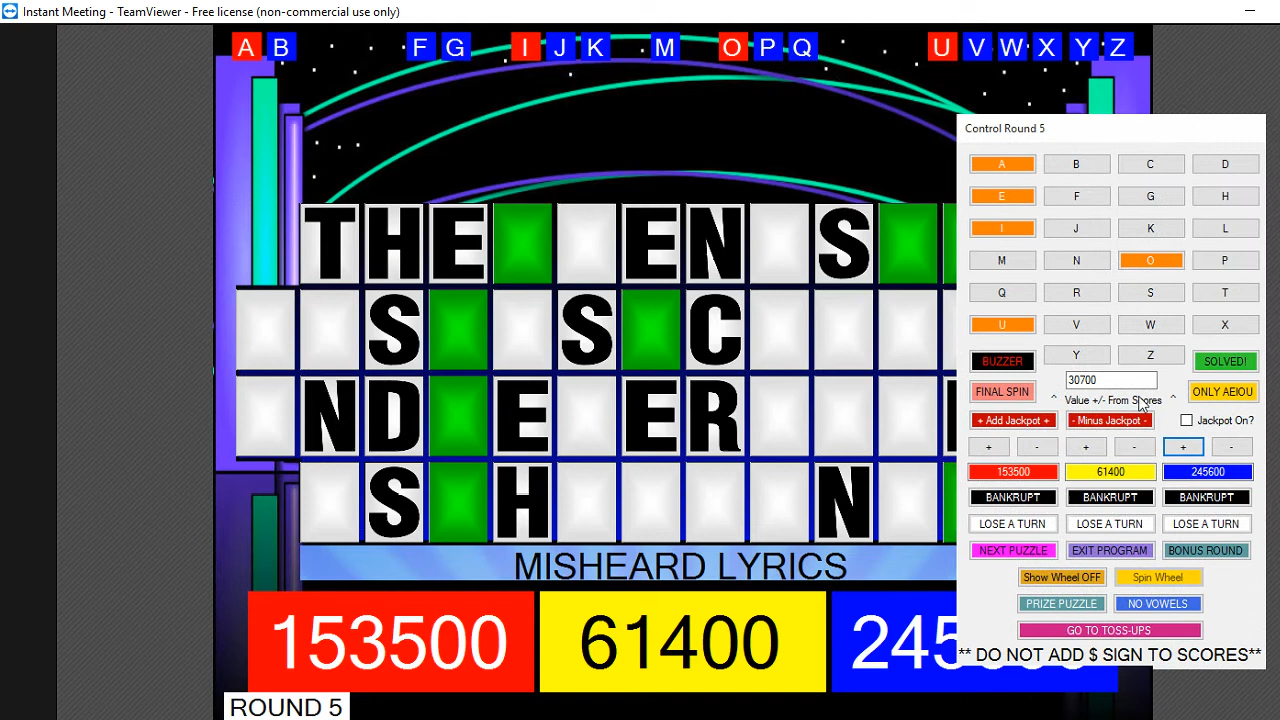 Instant Meeting - TeamViewer - Free license (non-commercial use only)
A B F G I J K M O P Q U V W X Y Z
Control Round 5
A B C D
E F G H
I J K L
M N O P
Q R S T
U V W X
BUZZER Y Z SOLVED!
FINAL SPIN 30700 ONLY AEIOU
^ Value +/- From Scores ^
+ Add Jackpot + - Minus Jackpot - Jackpot On?
+ - + - + -
153500 61400 245600
BANKRUPT BANKRUPT BANKRUPT
LOSE A TURN LOSE A TURN LOSE A TURN
NEXT PUZZLE EXIT PROGRAM BONUS ROUND
Show Wheel OFF Spin Wheel
PRIZE PUZZLE NO VOWELS
GO TO TOSS-UPS
** DO NOT ADD $ SIGN TO SCORES**
THE EN S
S S C
ND E ER
S H N
MISHEARD LYRICS
153500 61400 245
ROUND 5